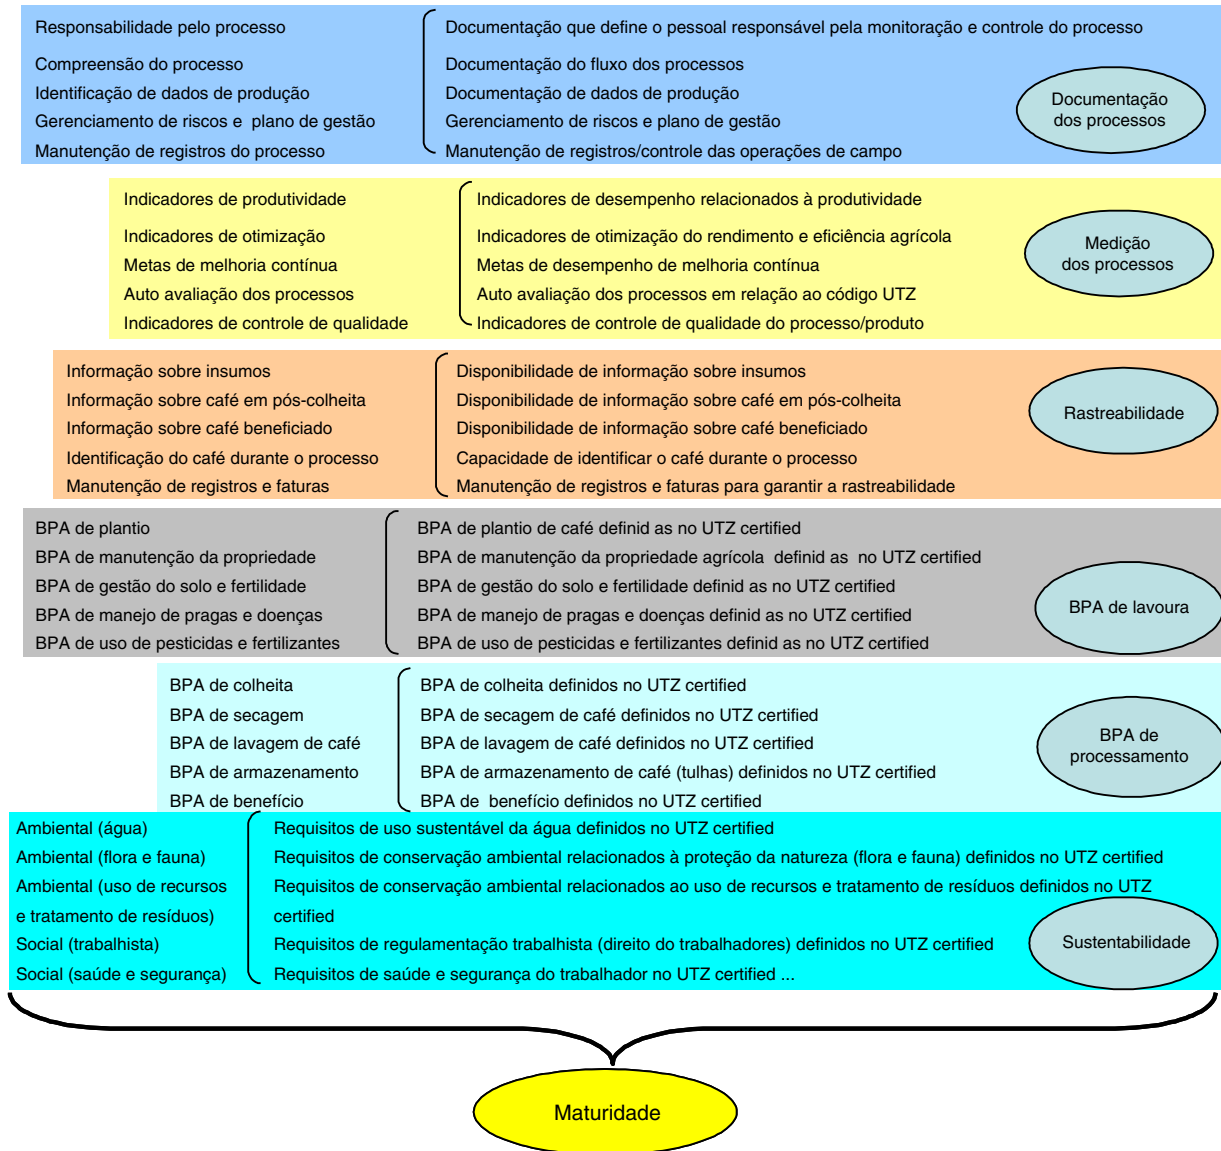 Responsabilidade pelo processo Documentação que define o pessoal responsável pela monitoração e controle do processo
Compreensão do processo Documentação do fluxo dos processos
Identificação de dados de produção Documentação de dados de produção
Gerenciamento de riscos e plano de gestão Gerenciamento de riscos e plano de gestão
Manutenção de registros do processo Manutenção de registros/controle das operações de campo
Documentação
dos processos
Indicadores de produtividade Indicadores de desempenho relacionados à produtividade
Indicadores de otimização Indicadores de otimização do rendimento e eficiência agrícola
Metas de melhoria contínua Metas de desempenho de melhoria contínua
Auto avaliação dos processos Auto avaliação dos processos em relação ao código UTZ
Indicadores de controle de qualidade Indicadores de controle de qualidade do processo/produto
Medição
dos processos
Informação sobre insumos Disponibilidade de informação sobre insumos
Informação sobre café em pós-colheita Disponibilidade de informação sobre café em pós-colheita
Informação sobre café beneficiado Disponibilidade de informação sobre café beneficiado
Identificação do café durante o processo Capacidade de identificar o café durante o processo
Manutenção de registros e faturas Manutenção de registros e faturas para garantir a rastreabilidade
Rastreabilidade
BPA de plantio BPA de plantio de café definid as no UTZ certified
BPA de manutenção da propriedade BPA de manutenção da propriedade agrícola definid as no UTZ certified
BPA de gestão do solo e fertilidade BPA de gestão do solo e fertilidade definid as no UTZ certified
BPA de manejo de pragas e doenças BPA de manejo de pragas e doenças definid as no UTZ certified
BPA de uso de pesticidas e fertilizantes BPA de uso de pesticidas e fertilizantes definid as no UTZ certified
BPA de lavoura
BPA de colheita BPA de colheita definidos no UTZ certified
BPA de secagem BPA de secagem de café definidos no UTZ certified
BPA de lavagem de café BPA de lavagem de café definidos no UTZ certified
BPA de armazenamento BPA de armazenamento de café (tulhas) definidos no UTZ certified
BPA de benefício BPA de benefício definidos no UTZ certified
BPA de
processamento
Ambiental (água) Requisitos de uso sustentável da água definidos no UTZ certified
Ambiental (flora e fauna) Requisitos de conservação ambiental relacionados à proteção da natureza (flora e fauna) definidos no UTZ certified
Ambiental (uso de recursos Requisitos de conservação ambiental relacionados ao uso de recursos e tratamento de resíduos definidos no UTZ
e tratamento de resíduos) certified
Social (trabalhista) Requisitos de regulamentação trabalhista (direito do trabalhadores) definidos no UTZ certified
Social (saúde e segurança) Requisitos de saúde e segurança do trabalhador no UTZ certified ...
Sustentabilidade
Maturidade